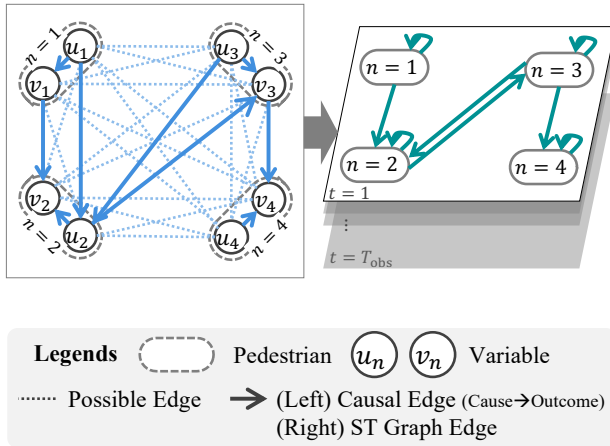 n = 1
u₁
v₁
u₃
n = 3
v₃
v₂
u₂
n = 2
v₄
u₄
n = 4
n = 1
n = 3
n = 2
n = 4
t = 1
⋮
t = T_obs
Legends Pedestrian uₙ vₙ Variable
Possible Edge (Left) Causal Edge (Cause→Outcome)
(Right) ST Graph Edge